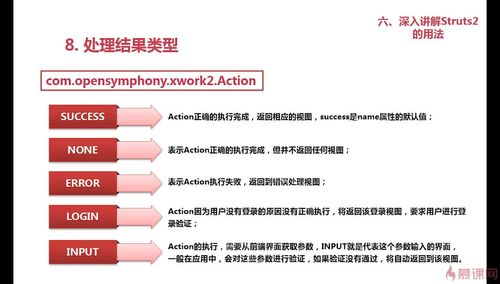 六、深入讲解Struts2
的用法
8. 处理结果类型
com.opensymphony.xwork2.Action
SUCCESS
Action正确的执行完成，返回相应的视图，success是name属性的默认值；
NONE
表示Action正确的执行完成，但并不返回任何视图；
ERROR
表示Action执行失败，返回到错误处理视图；
LOGIN
Action因为用户没有登录的原因没有正确执行，将返回该登录视图，要求用户进行登
录验证；
INPUT
Action的执行，需要从前端界面获取参数，INPUT就是代表这个参数输入的界面，
一般在应用中，会对这些参数进行验证，如果验证没有通过，将自动返回到该视图。
慕课网